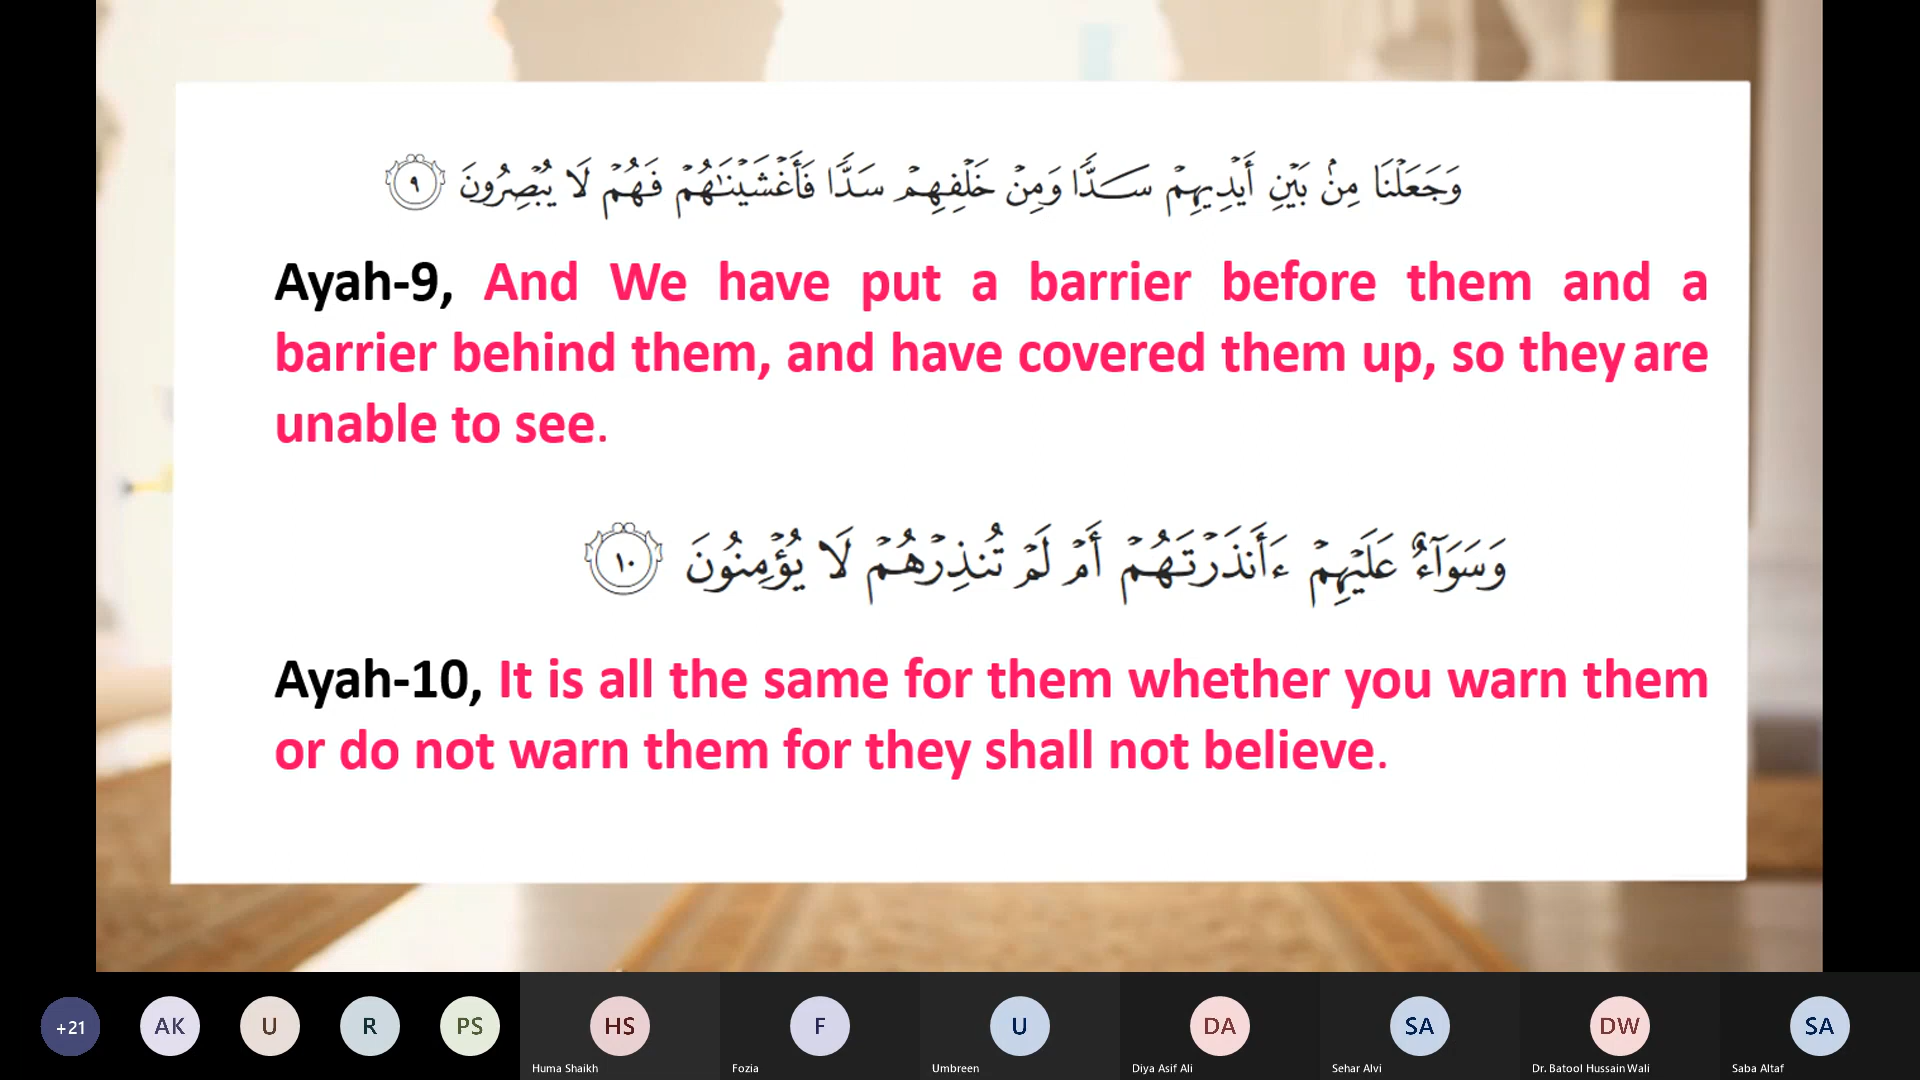 وَجَعَلْنَا مِنۢ بَيْنِ أَيْدِيهِمْ سَدًّا وَمِنْ خَلْفِهِمْ سَدًّا فَأَغْشَيْنَـٰهُمْ فَهُمْ لَا يُبْصِرُونَ ٩
Ayah-9, And We have put a barrier before them and a
barrier behind them, and have covered them up, so they are
unable to see.
وَسَوَآءٌ عَلَيْهِمْ ءَأَنذَرْتَهُمْ أَمْ لَمْ تُنذِرْهُمْ لَا يُؤْمِنُونَ ١٠
Ayah-10, It is all the same for them whether you warn them
or do not warn them for they shall not believe.
+21 AK U R PS HS F U DA SA DW SA
Huma Shaikh Fozia Umbreen Diya Asif Ali Sehar Alvi Dr. Batool Hussain Wali Saba Altaf